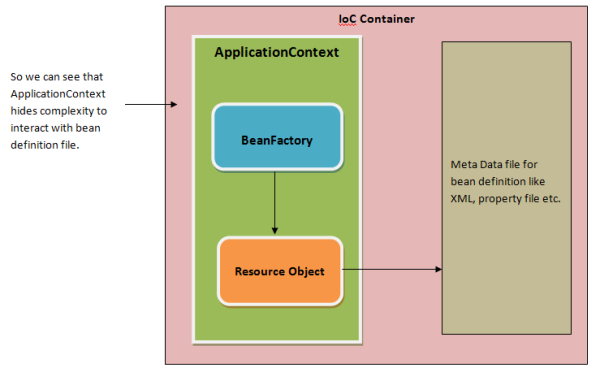 IoC Container
ApplicationContext
So we can see that
ApplicationContext
hides complexity to
interact with bean
definition file.
BeanFactory
Meta Data file for
bean definition like
XML, property file etc.
Resource Object